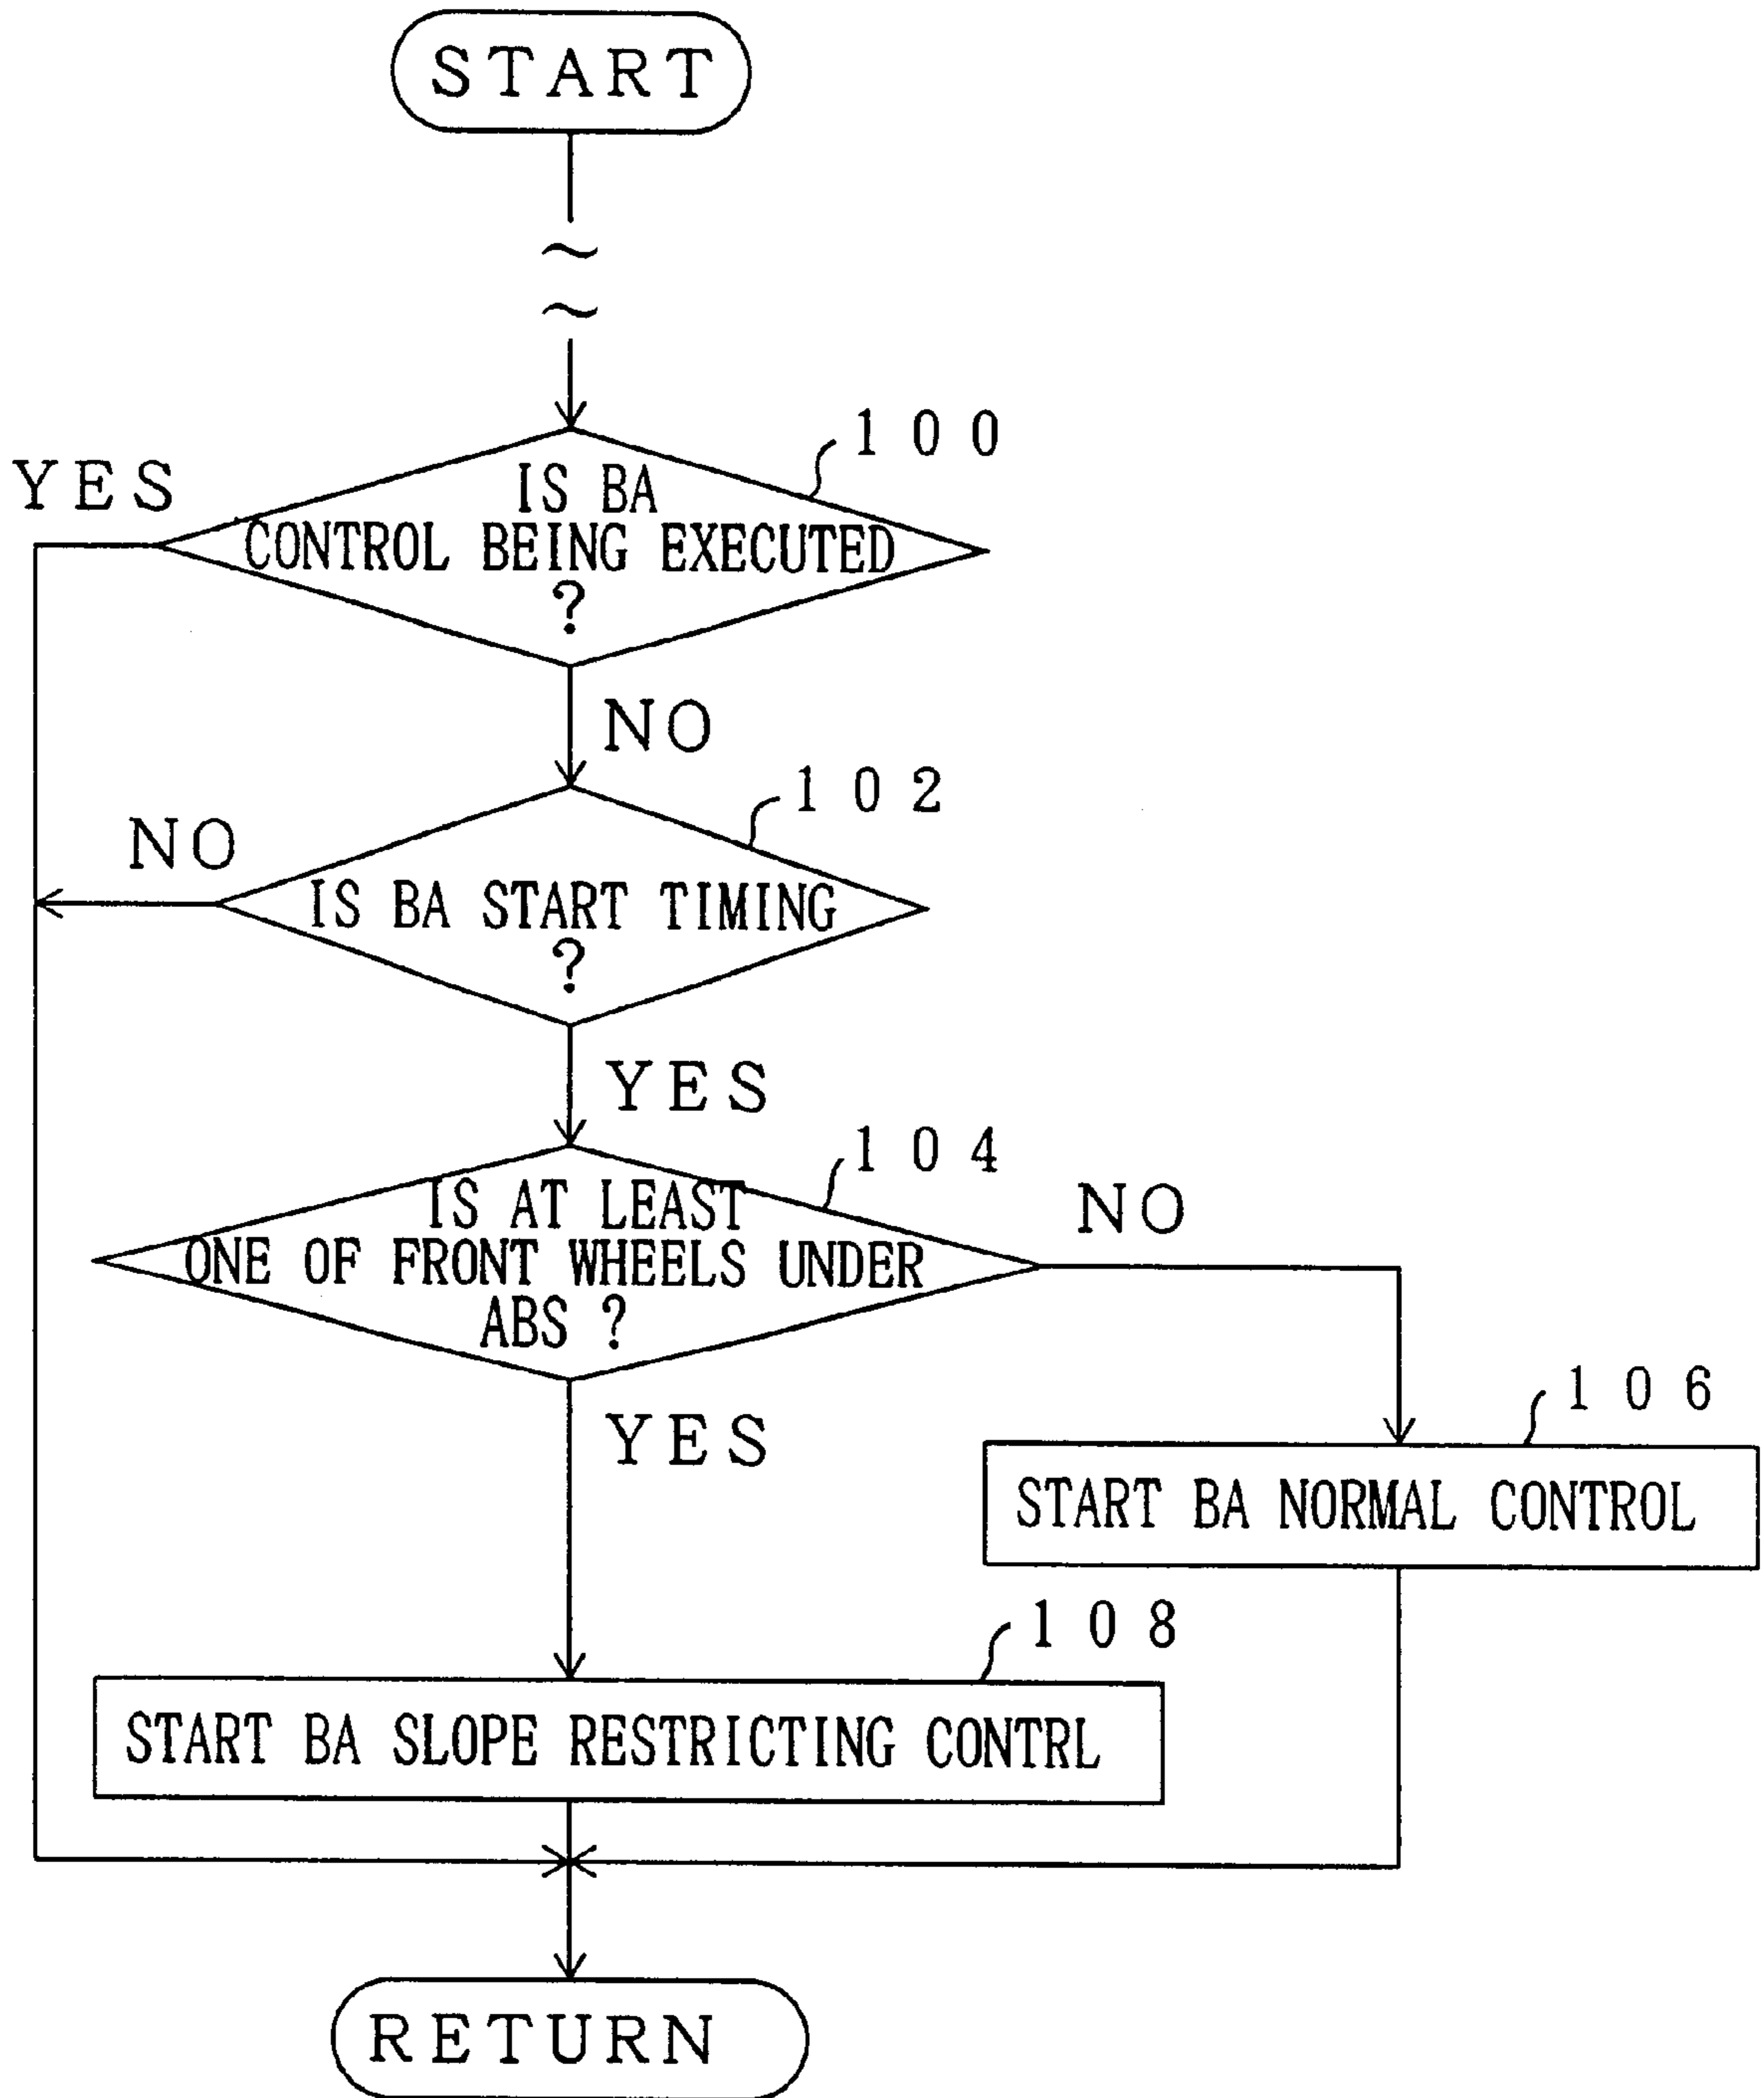 START
100
YES
IS BA
CONTROL BEING EXECUTED
?
NO
102
NO
IS BA START TIMING
?
YES
104
IS AT LEAST
ONE OF FRONT WHEELS UNDER
ABS ?
NO
YES
106
START BA NORMAL CONTROL
108
START BA SLOPE RESTRICTING CONTRL
RETURN